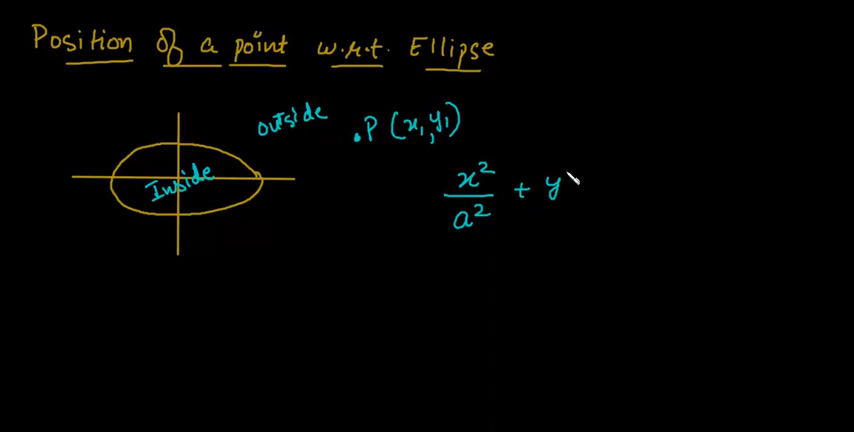 Position of a point w.r.t. Ellipse
outside .P (x₁,y₁)
Inside
x²/a² + y